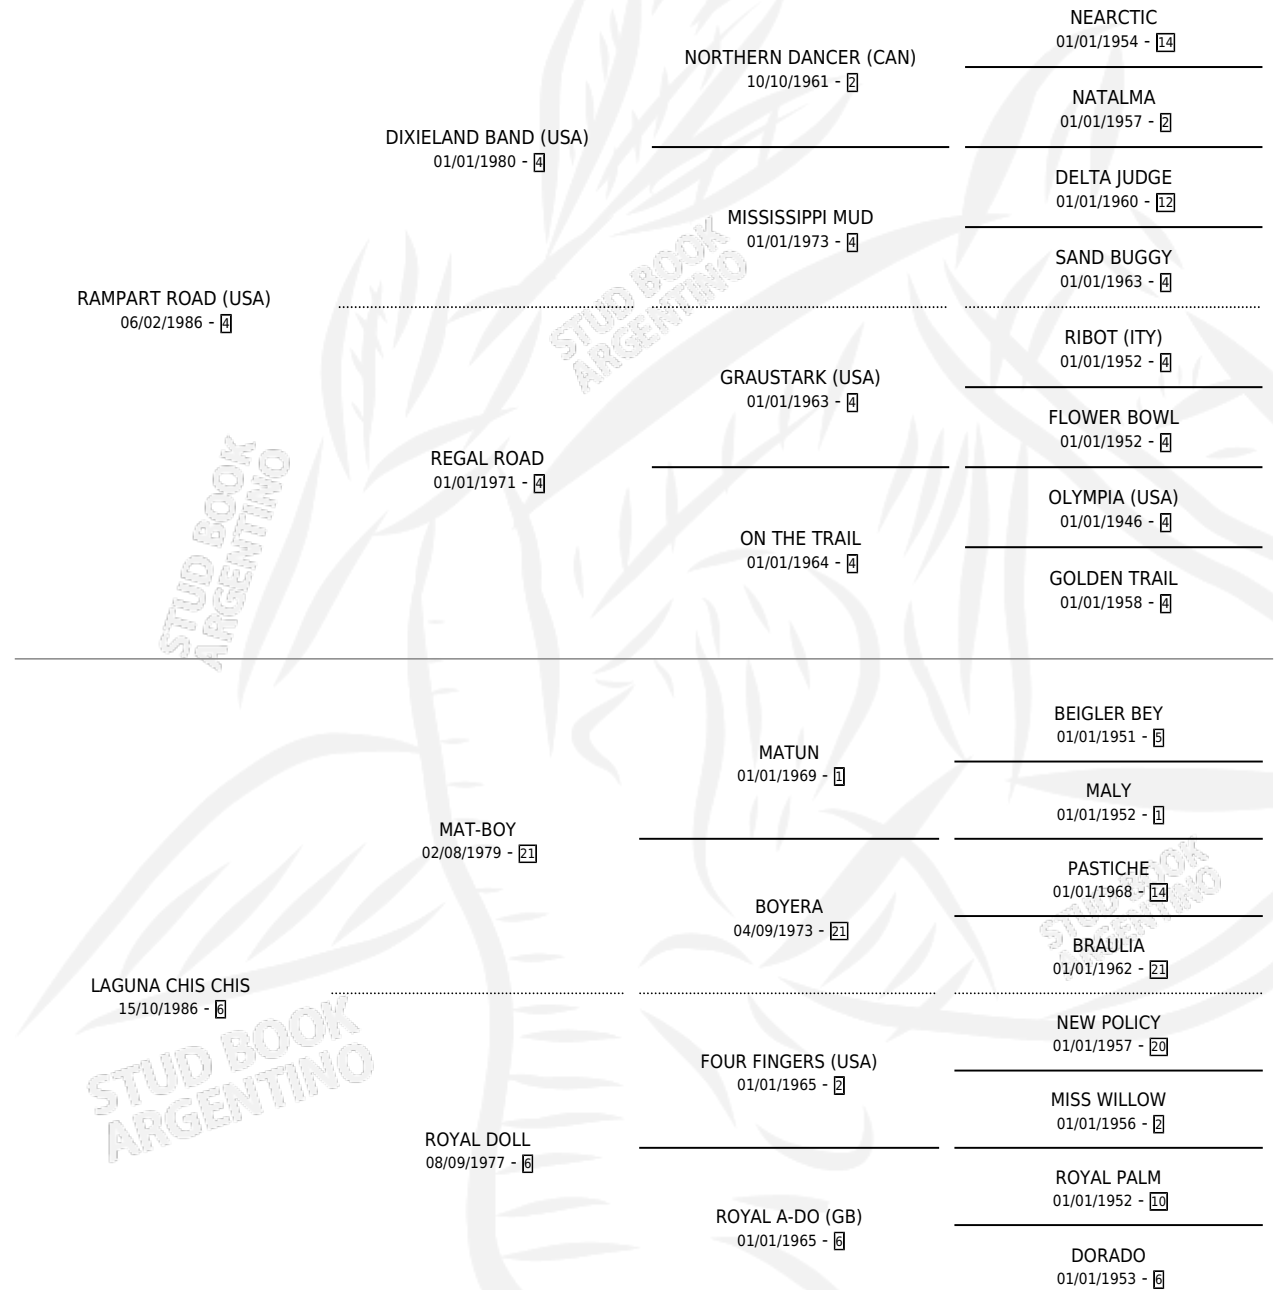 NEARCTIC
01/01/1954 - 14
NORTHERN DANCER (CAN)
10/10/1961 - 2
NATALMA
01/01/1957 - 2
DIXIELAND BAND (USA)
01/01/1980 - 4
DELTA JUDGE
01/01/1960 - 12
MISSISSIPPI MUD
01/01/1973 - 4
SAND BUGGY
01/01/1963 - 4
RAMPART ROAD (USA)
06/02/1986 - 4
RIBOT (ITY)
01/01/1952 - 4
GRAUSTARK (USA)
01/01/1963 - 4
FLOWER BOWL
01/01/1952 - 4
REGAL ROAD
01/01/1971 - 4
OLYMPIA (USA)
01/01/1946 - 4
ON THE TRAIL
01/01/1964 - 4
GOLDEN TRAIL
01/01/1958 - 4
BEIGLER BEY
01/01/1951 - 5
MATUN
01/01/1969 - 1
MALY
01/01/1952 - 1
MAT-BOY
02/08/1979 - 21
PASTICHE
01/01/1968 - 14
BOYERA
04/09/1973 - 21
BRAULIA
01/01/1962 - 21
LAGUNA CHIS CHIS
15/10/1986 - 6
NEW POLICY
01/01/1957 - 20
FOUR FINGERS (USA)
01/01/1965 - 2
MISS WILLOW
01/01/1956 - 2
ROYAL DOLL
08/09/1977 - 6
ROYAL PALM
01/01/1952 - 10
ROYAL A-DO (GB)
01/01/1965 - 6
DORADO
01/01/1953 - 6
STUD BOOK
ARGENTINO
STUD BOOK
ARGENTINO
STUD BOOK
ARGENTINO
STUD BOOK
ARGENTINO